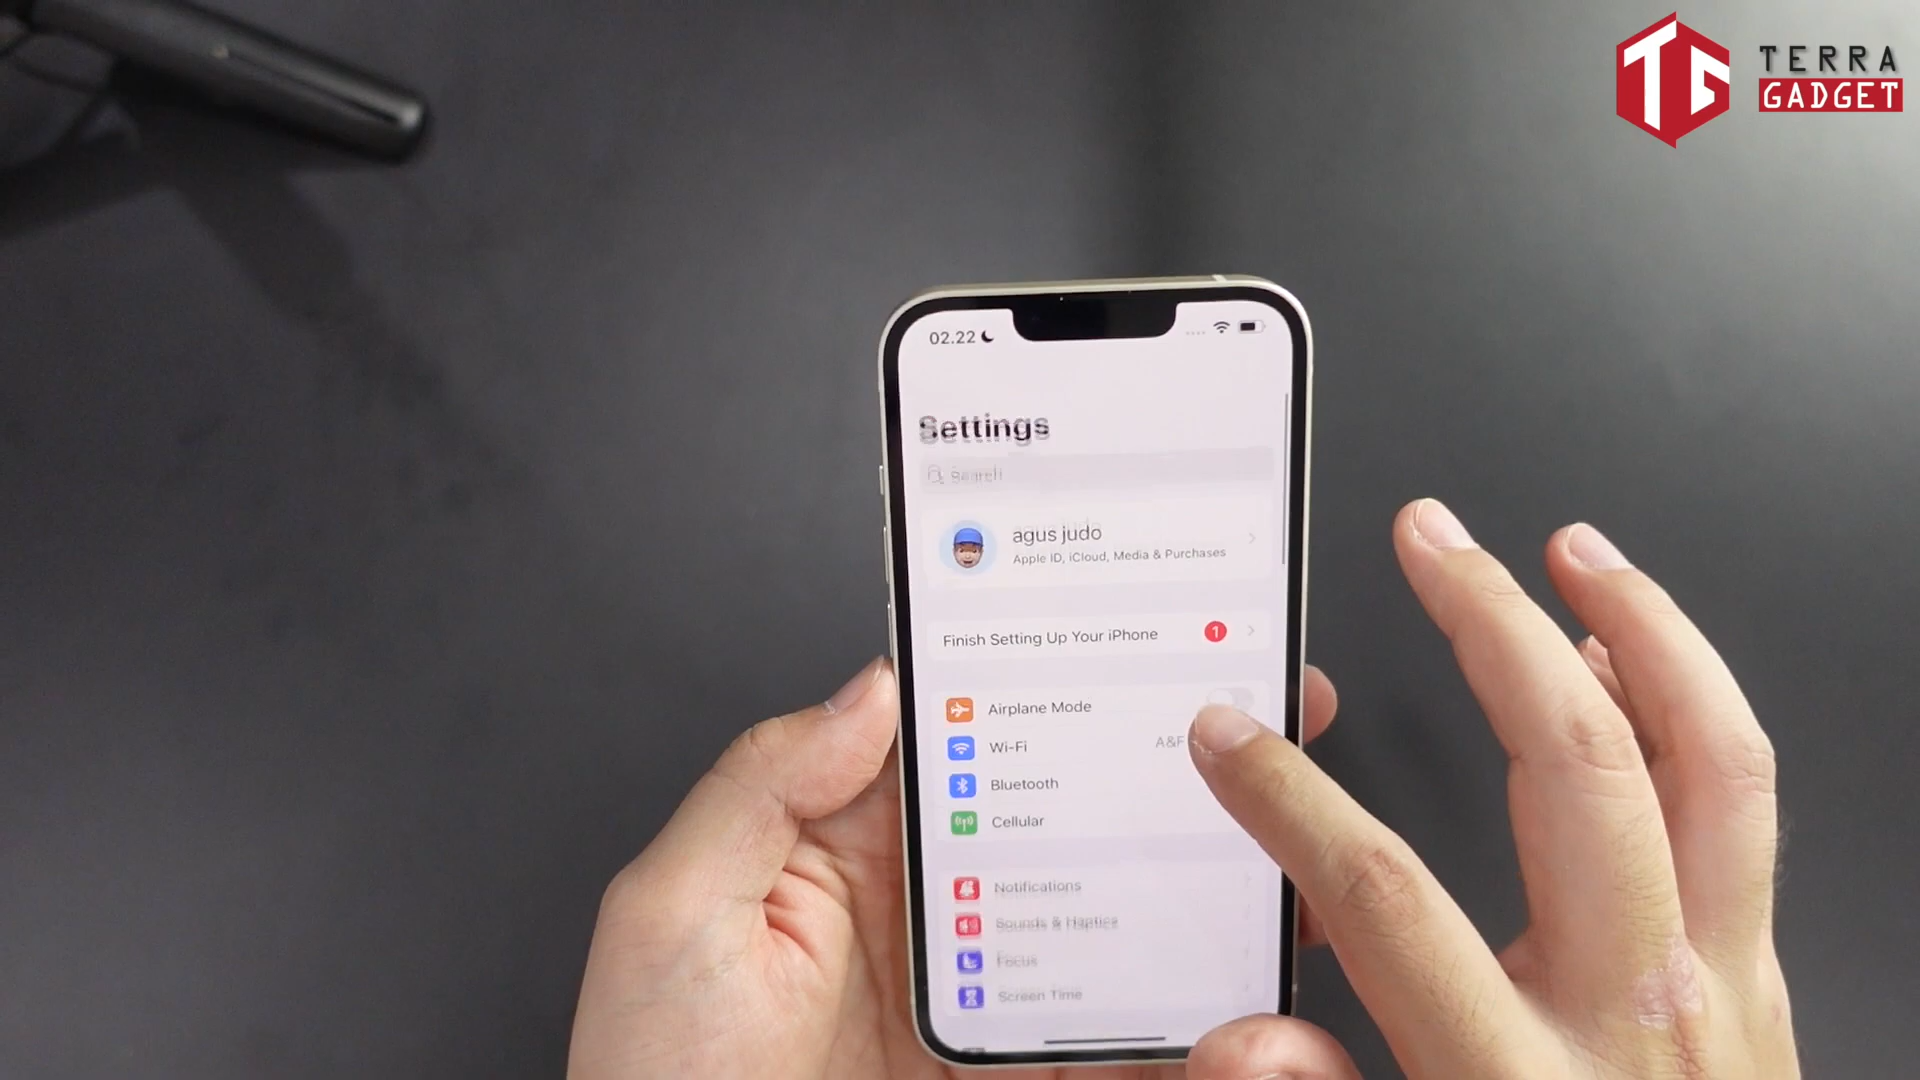 TERRA
GADGET
02.22
Settings
Search
agus judo
Apple ID, iCloud, Media & Purchases
Finish Setting Up Your iPhone 1
Airplane Mode
Wi-Fi A&F
Bluetooth
Cellular
Notifications
Sounds & Haptics
Focus
Screen Time